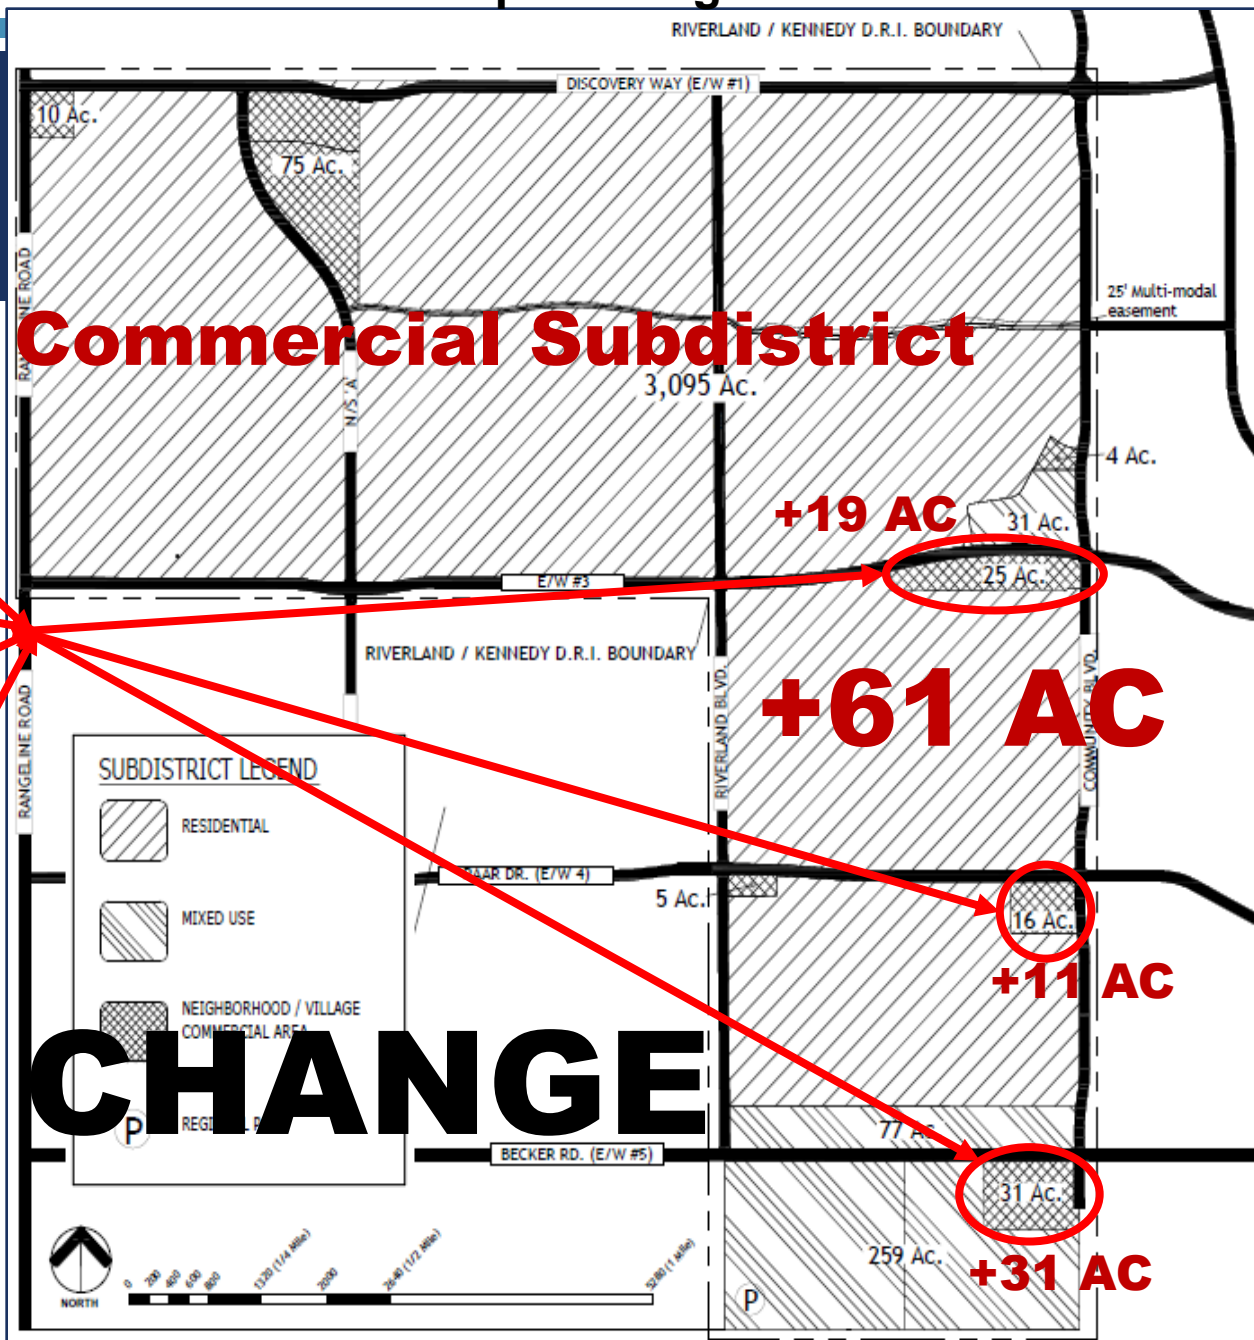 RIVERLAND / KENNEDY D.R.I. BOUNDARY
DISCOVERY WAY (E/W #1)
10 Ac.
75 Ac.
RANGELINE ROAD
25' Multi-modal
easement
Commercial Subdistrict
3,095 Ac.
N/S 'A'
4 Ac.
+19 AC
31 Ac.
25 Ac.
E/W #3
RIVERLAND / KENNEDY D.R.I. BOUNDARY
+61 AC
RIVERLAND BLVD.
COMMUNITY BLVD.
RANGELINE ROAD
SUBDISTRICT LEGEND
RESIDENTIAL
MIXED USE
NEIGHBORHOOD / VILLAGE
COMMERCIAL AREA
P
CHANGE
PAAR DR. (E/W 4)
5 Ac.
16 Ac.
+11 AC
77 Ac
BECKER RD. (E/W #5)
31 Ac.
259 Ac.
+31 AC
P
NORTH
0 200 400 600 800 1320 (1/4 Mile) 2000 2640 (1/2 Mile) 5280 (1 Mile)